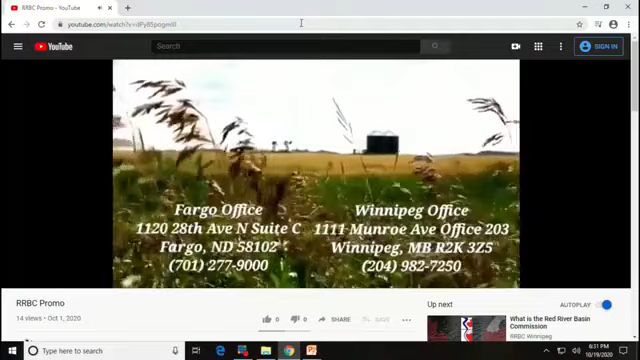 RRBC Promo - YouTube
youtube.com/watch?v=
YouTube
Search
SIGN IN
Fargo Office
1120 28th Ave N Suite C
Fargo, ND 58102
(701) 277-9000
Winnipeg Office
1111 Munroe Ave Office 203
Winnipeg, MB R2K 3Z5
(204) 982-7250
RRBC Promo
14 views • Oct 1, 2020
0
0
SHARE
SAVE
Up next
AUTOPLAY
What is the Red River Basin
Commission
RRBC Winnipeg
Type here to search
6:31 PM
10/19/2020